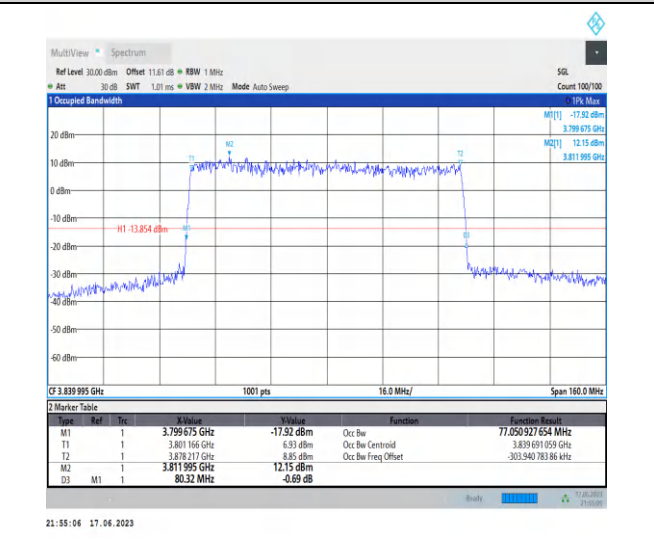 MultiView Spectrum
Ref Level 30.00 dBm Offset 11.61 dB RBW 1 MHz SGL
Att 30 dB SWT 1.01 ms VBW 2 MHz Mode Auto Sweep Count 100/100
1 Occupied Bandwidth 1Pk Max
M1[1] -17.92 dBm
3.799 675 GHz
M2[1] 12.15 dBm
3.811 995 GHz
20 dBm
M2
T1 T2
10 dBm
0 dBm
-10 dBm
H1 -13.854 dBm M1
D3
-20 dBm
-30 dBm
-40 dBm
-50 dBm
-60 dBm
CF 3.839 995 GHz 1001 pts 16.0 MHz/ Span 160.0 MHz
2 Marker Table
Type Ref Trc X-Value Y-Value Function Function Result
M1 1 3.799 675 GHz -17.92 dBm Occ Bw 77.050 927 654 MHz
T1 1 3.801 166 GHz 6.93 dBm Occ Bw Centroid 3.839 691 059 GHz
T2 1 3.878 217 GHz 8.85 dBm Occ Bw Freq Offset -303.940 783 86 kHz
M2 1 3.811 995 GHz 12.15 dBm
D3 M1 1 80.32 MHz -0.69 dB
Ready 17.06.2023
21:55:05
21:55:06 17.06.2023